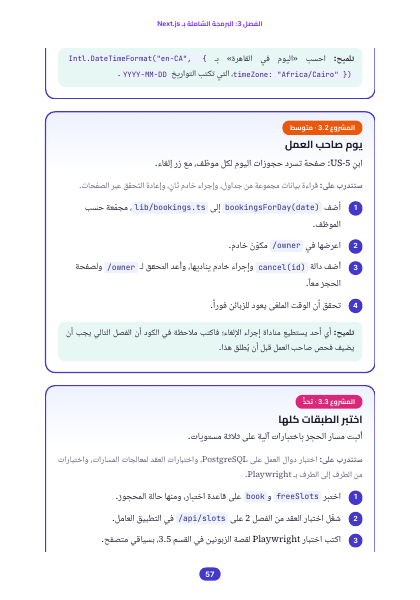 الفصل 3: البرمجة الشاملة بـ Next.js
تلميح: احسب «اليوم في القاهرة» بـ Intl.DateTimeFormat("en-CA", {
timeZone: "Africa/Cairo" })، التي تكتب التواريخ YYYY-MM-DD.
المشروع 3.2 · متوسط
يوم صاحب العمل
ابنِ US-5: صفحة تسرد حجوزات اليوم لكل موظف، مع زر إلغاء.
ستتدرب على: قراءة بيانات مجموعة من جداول، وإجراء خادم ثانٍ، وإعادة التحقق عبر الصفحات.
1 أضف bookingsForDay(date) إلى lib/bookings.ts، مجمّعة حسب
الموظف.
2 اعرضها في /owner مكوّن خادم.
3 أضف دالة cancel(id) وإجراء خادم يناديها، وأعد التحقق لـ /owner ولصفحة
الحجز معاً.
4 تحقق أن الوقت الملغى يعود للزبائن فوراً.
تلميح: أي أحد يستطيع مناداة إجراء الإلغاء؛ فاكتب ملاحظة في الكود أن الفصل التالي يجب أن
يضيف فحص صاحب العمل قبل أن يُطلق هذا.
المشروع 3.3 · تحدٍّ
اختبر الطبقات كلها
أثبت مسار الحجز باختبارات آلية على ثلاثة مستويات.
ستتدرب على: اختبار دوال العمل على PostgreSQL، واختبارات العقد لمعالجات المسارات، واختبارات
من الطرف إلى الطرف بـ Playwright.
1 اختبر freeSlots و book على قاعدة اختبار، ومنها حالة المحجوز.
2 شغّل اختبار العقد من الفصل 2 على /api/slots في التطبيق العامل.
3 اكتب اختبار Playwright لقصة الزبونين في القسم 3.5، بسياقي متصفح.
57